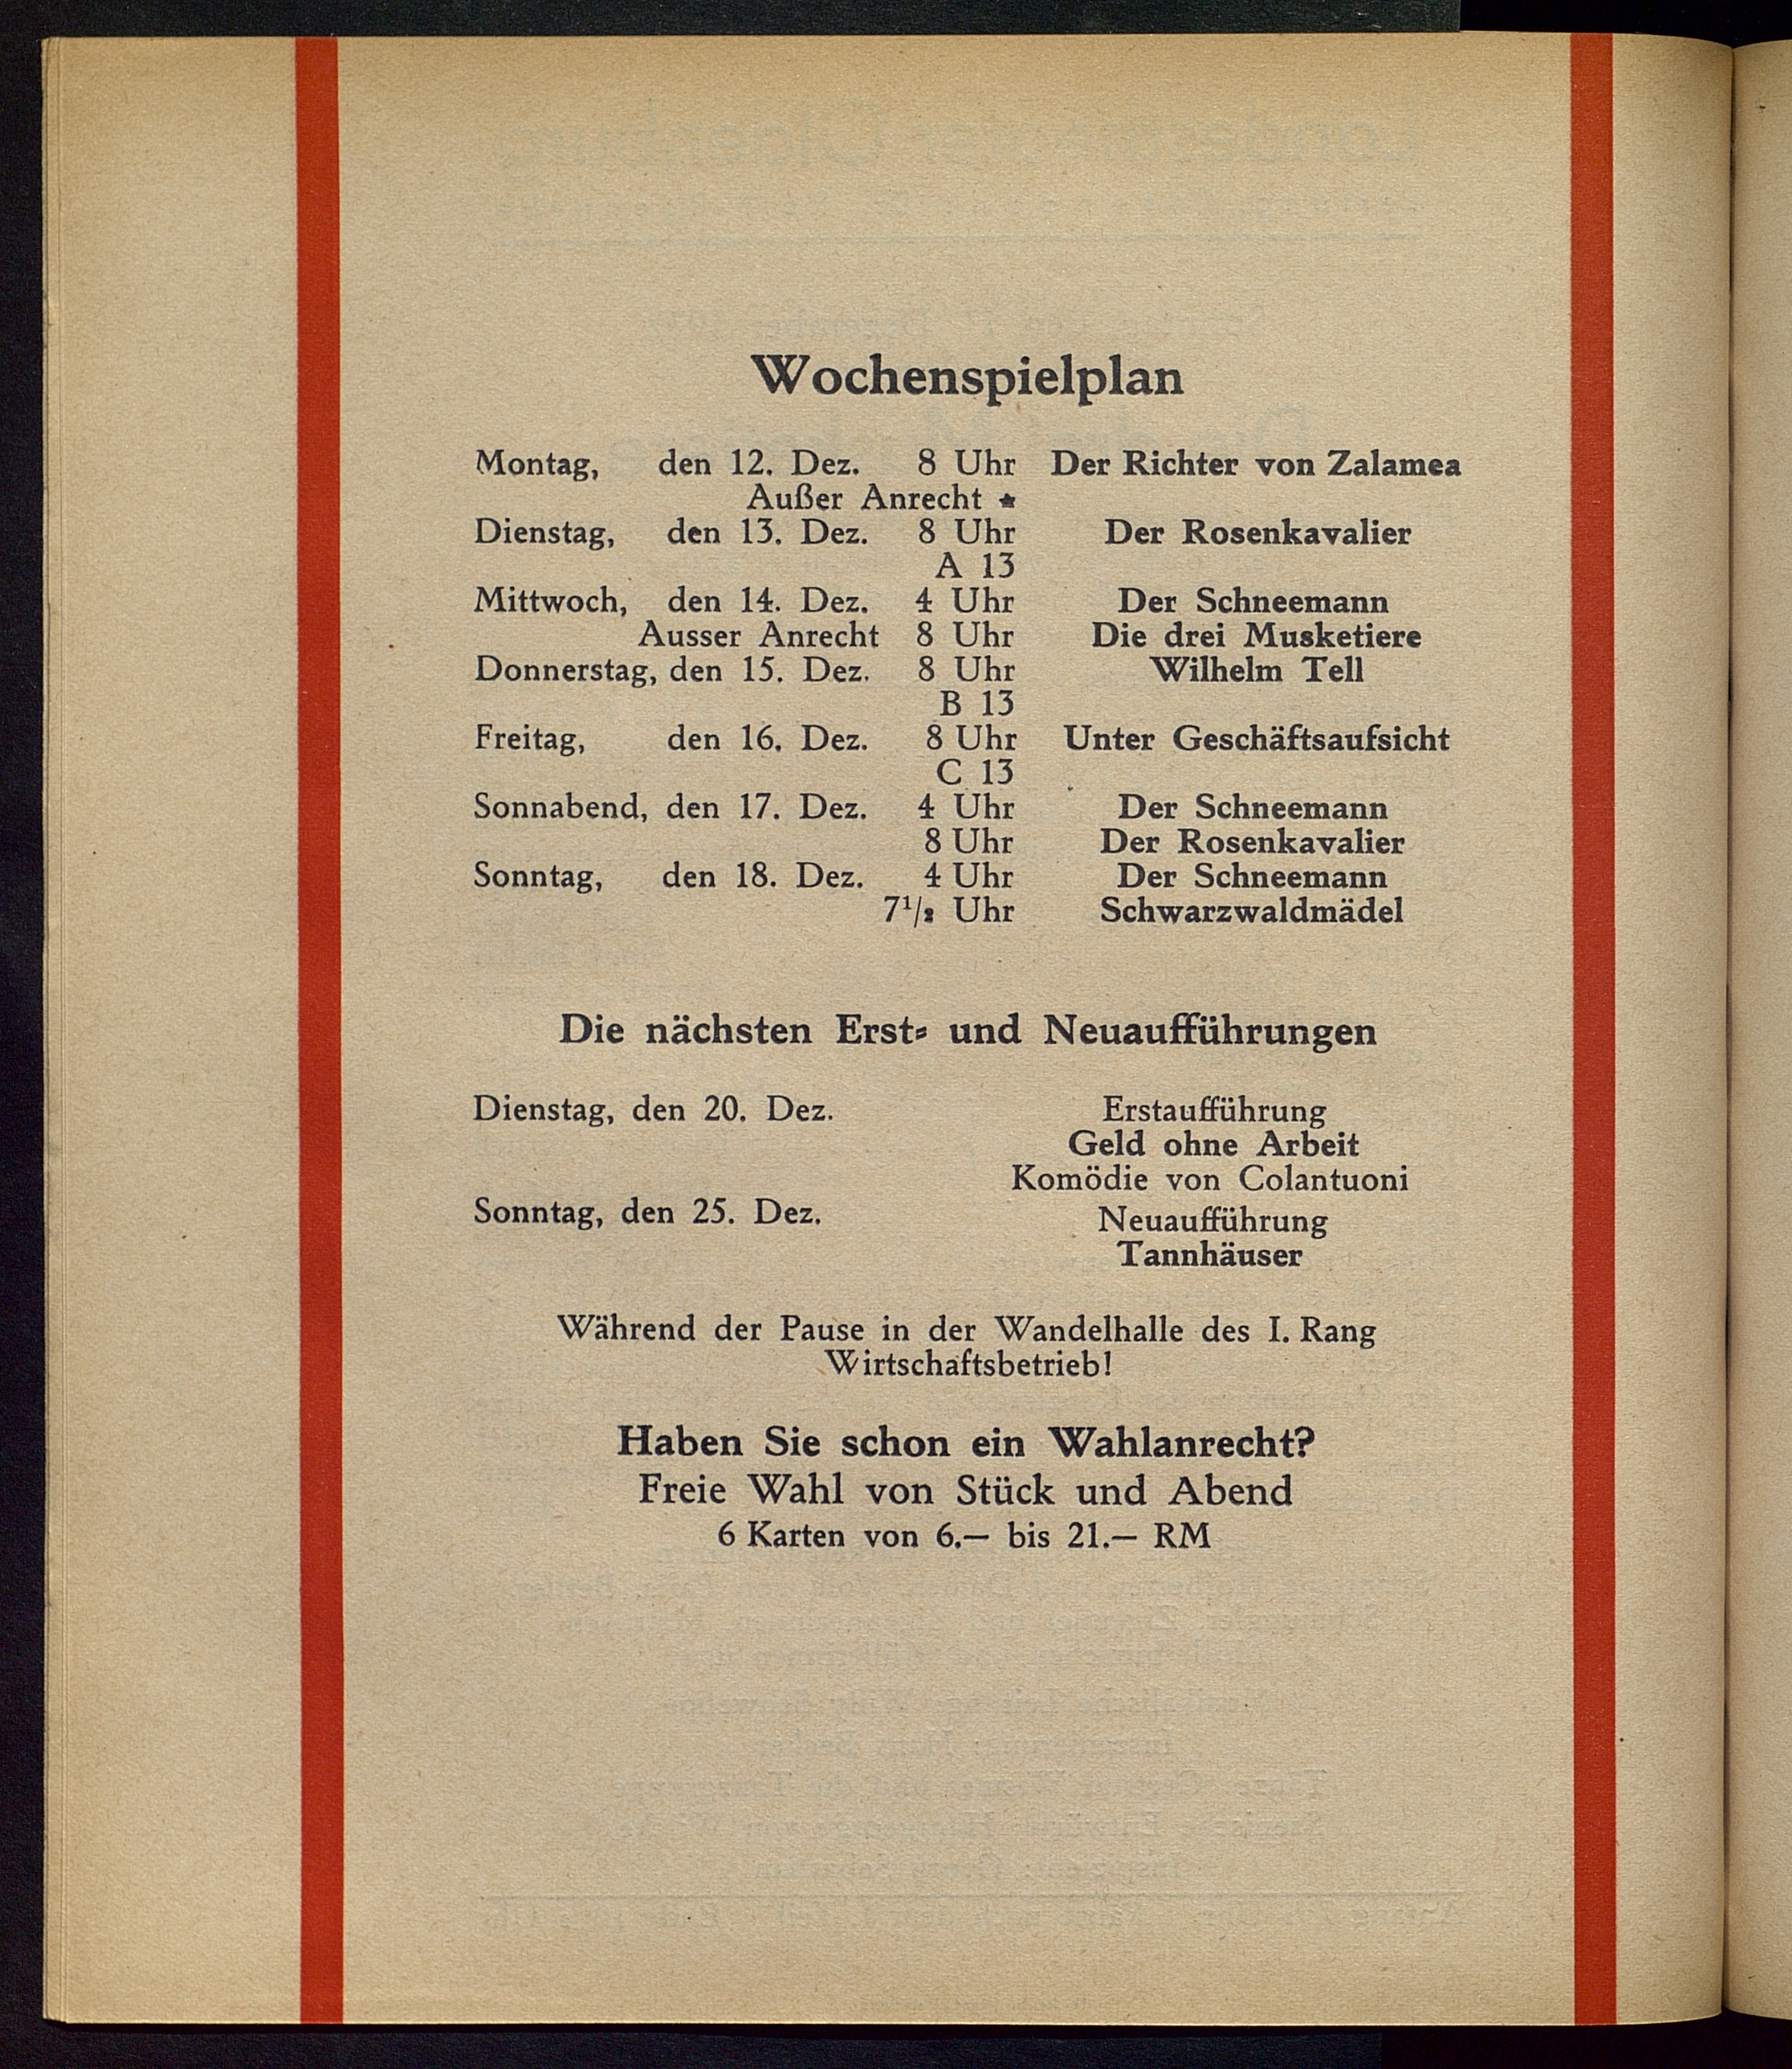 Wochenspielplan
Montag, den 12. Dez. 8 Uhr Der Richter von Zalamea
Außer Anrecht *
Dienstag, den 13. Dez. 8 Uhr Der Rosenkavalier
A 13
Mittwoch, den 14. Dez. 4 Uhr Der Schneemann
Ausser Anrecht 8 Uhr Die drei Musketiere
Donnerstag, den 15. Dez. 8 Uhr Wilhelm Tell
B 13
Freitag, den 16. Dez. 8 Uhr Unter Geschäftsaufsicht
C 13
Sonnabend, den 17. Dez. 4 Uhr Der Schneemann
8 Uhr Der Rosenkavalier
Sonntag, den 18. Dez. 4 Uhr Der Schneemann
7¹/₂ Uhr Schwarzwaldmädel
Die nächsten Erst- und Neuaufführungen
Dienstag, den 20. Dez. Erstaufführung
Geld ohne Arbeit
Komödie von Colantuoni
Sonntag, den 25. Dez. Neuaufführung
Tannhäuser
Während der Pause in der Wandelhalle des I. Rang
Wirtschaftsbetrieb!
Haben Sie schon ein Wahlanrecht?
Freie Wahl von Stück und Abend
6 Karten von 6.— bis 21.— RM